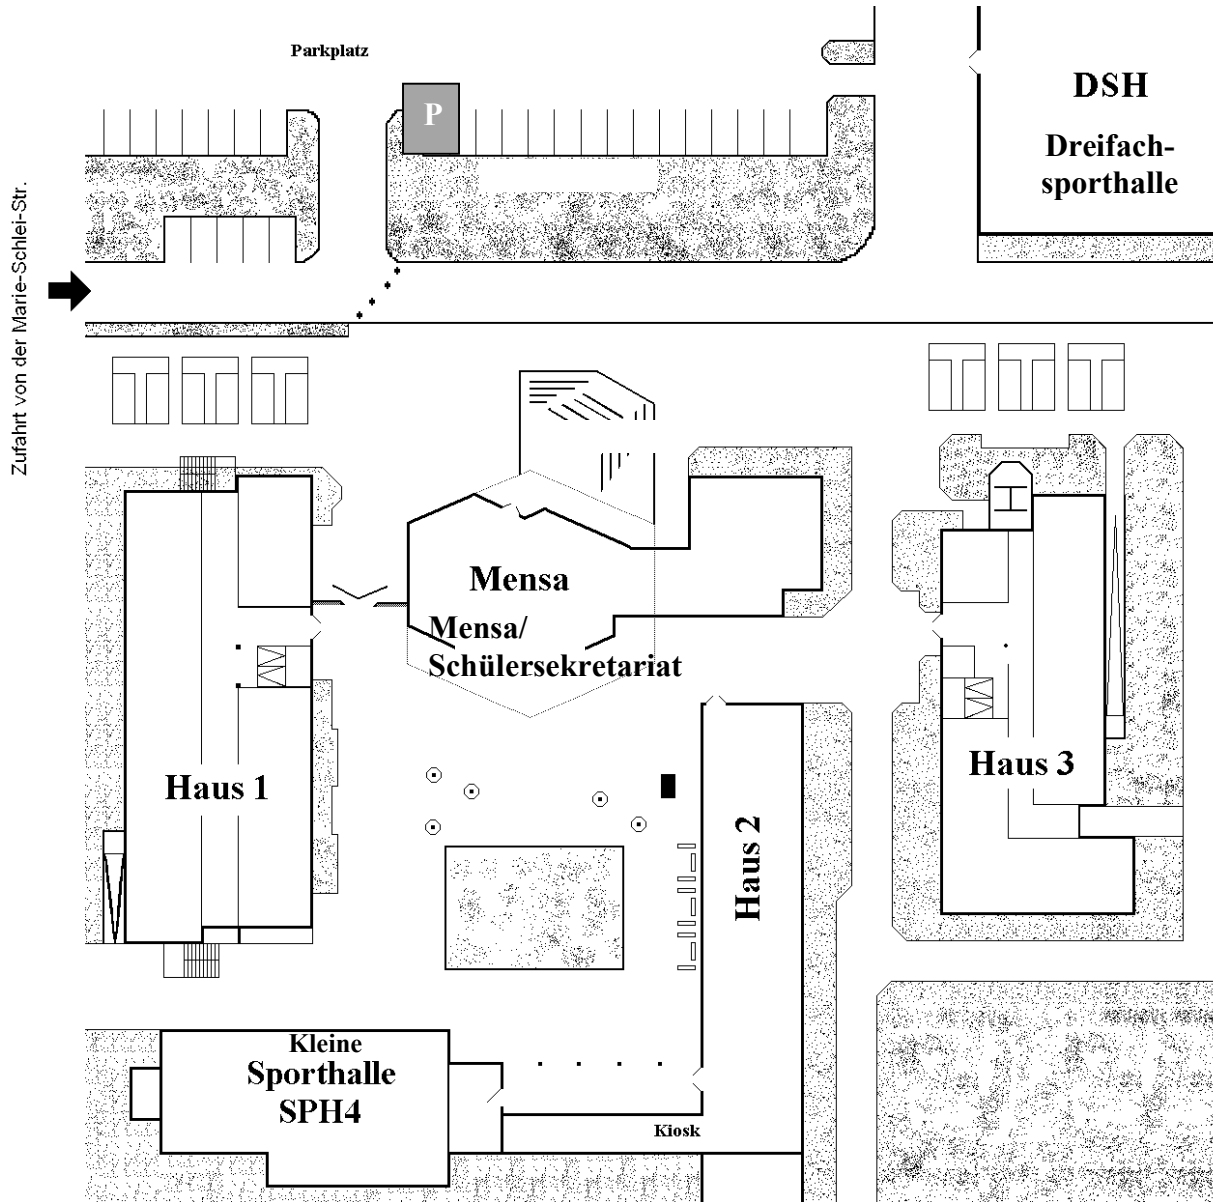 Parkplatz
P
DSH
Dreifach-
sporthalle
Zufahrt von der Marie-Schlei-Str.
Mensa
Mensa/
Schülersekretariat
Haus 1
Haus 2
Haus 3
Kleine
Sporthalle
SPH4
Kiosk